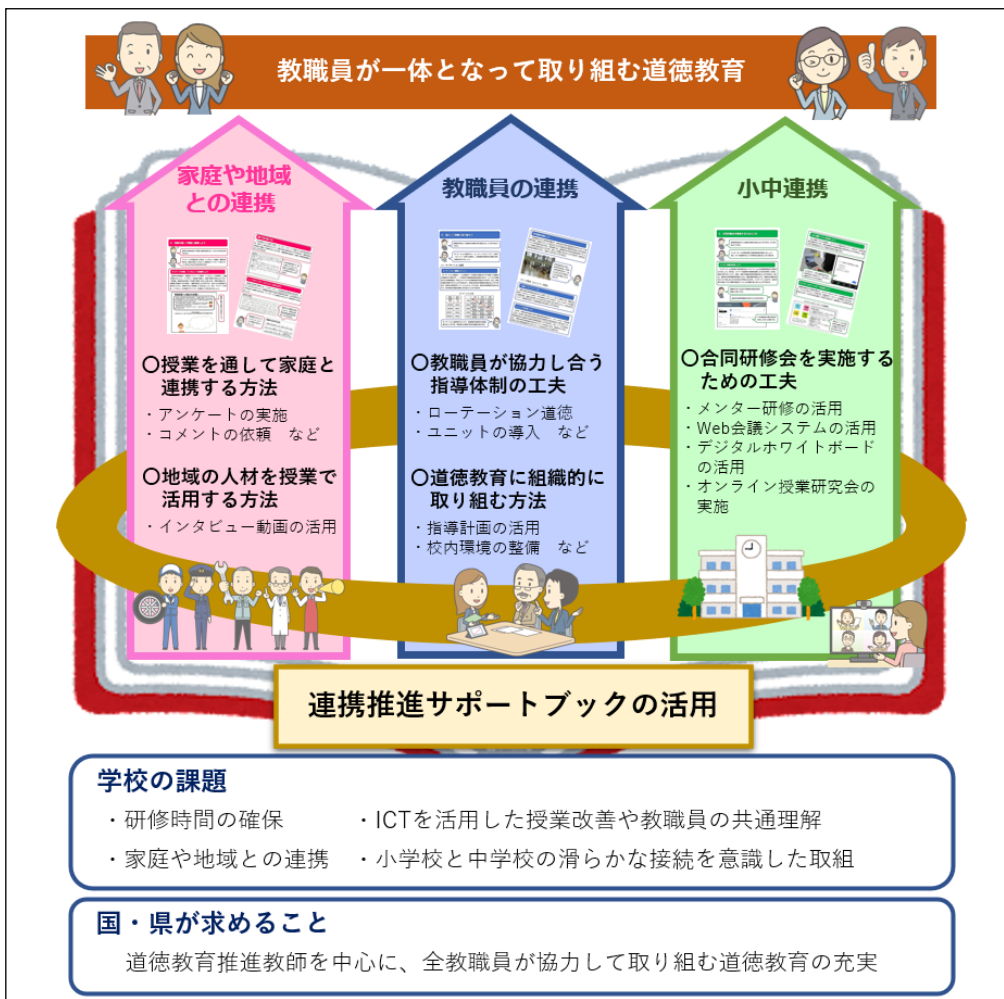 教職員が一体となって取り組む道徳教育
家庭や地域
との連携
〇授業を通して家庭と
連携する方法
・アンケートの実施
・コメントの依頼　など
〇地域の人材を授業で
活用する方法
・インタビュー動画の活用
教職員の連携
〇教職員が協力し合う
指導体制の工夫
・ローテーション道徳
・ユニットの導入　など
〇道徳教育に組織的に
取り組む方法
・指導計画の活用
・校内環境の整備　など
小中連携
〇合同研修会を実施する
ための工夫
・メンター研修の活用
・Web会議システムの活用
・デジタルホワイトボード
の活用
・オンライン授業研究会の
実施
連携推進サポートブックの活用
学校の課題
・研修時間の確保　　　・ICTを活用した授業改善や教職員の共通理解
・家庭や地域との連携　・小学校と中学校の滑らかな接続を意識した取組
国・県が求めること
道徳教育推進教師を中心に、全教職員が協力して取り組む道徳教育の充実